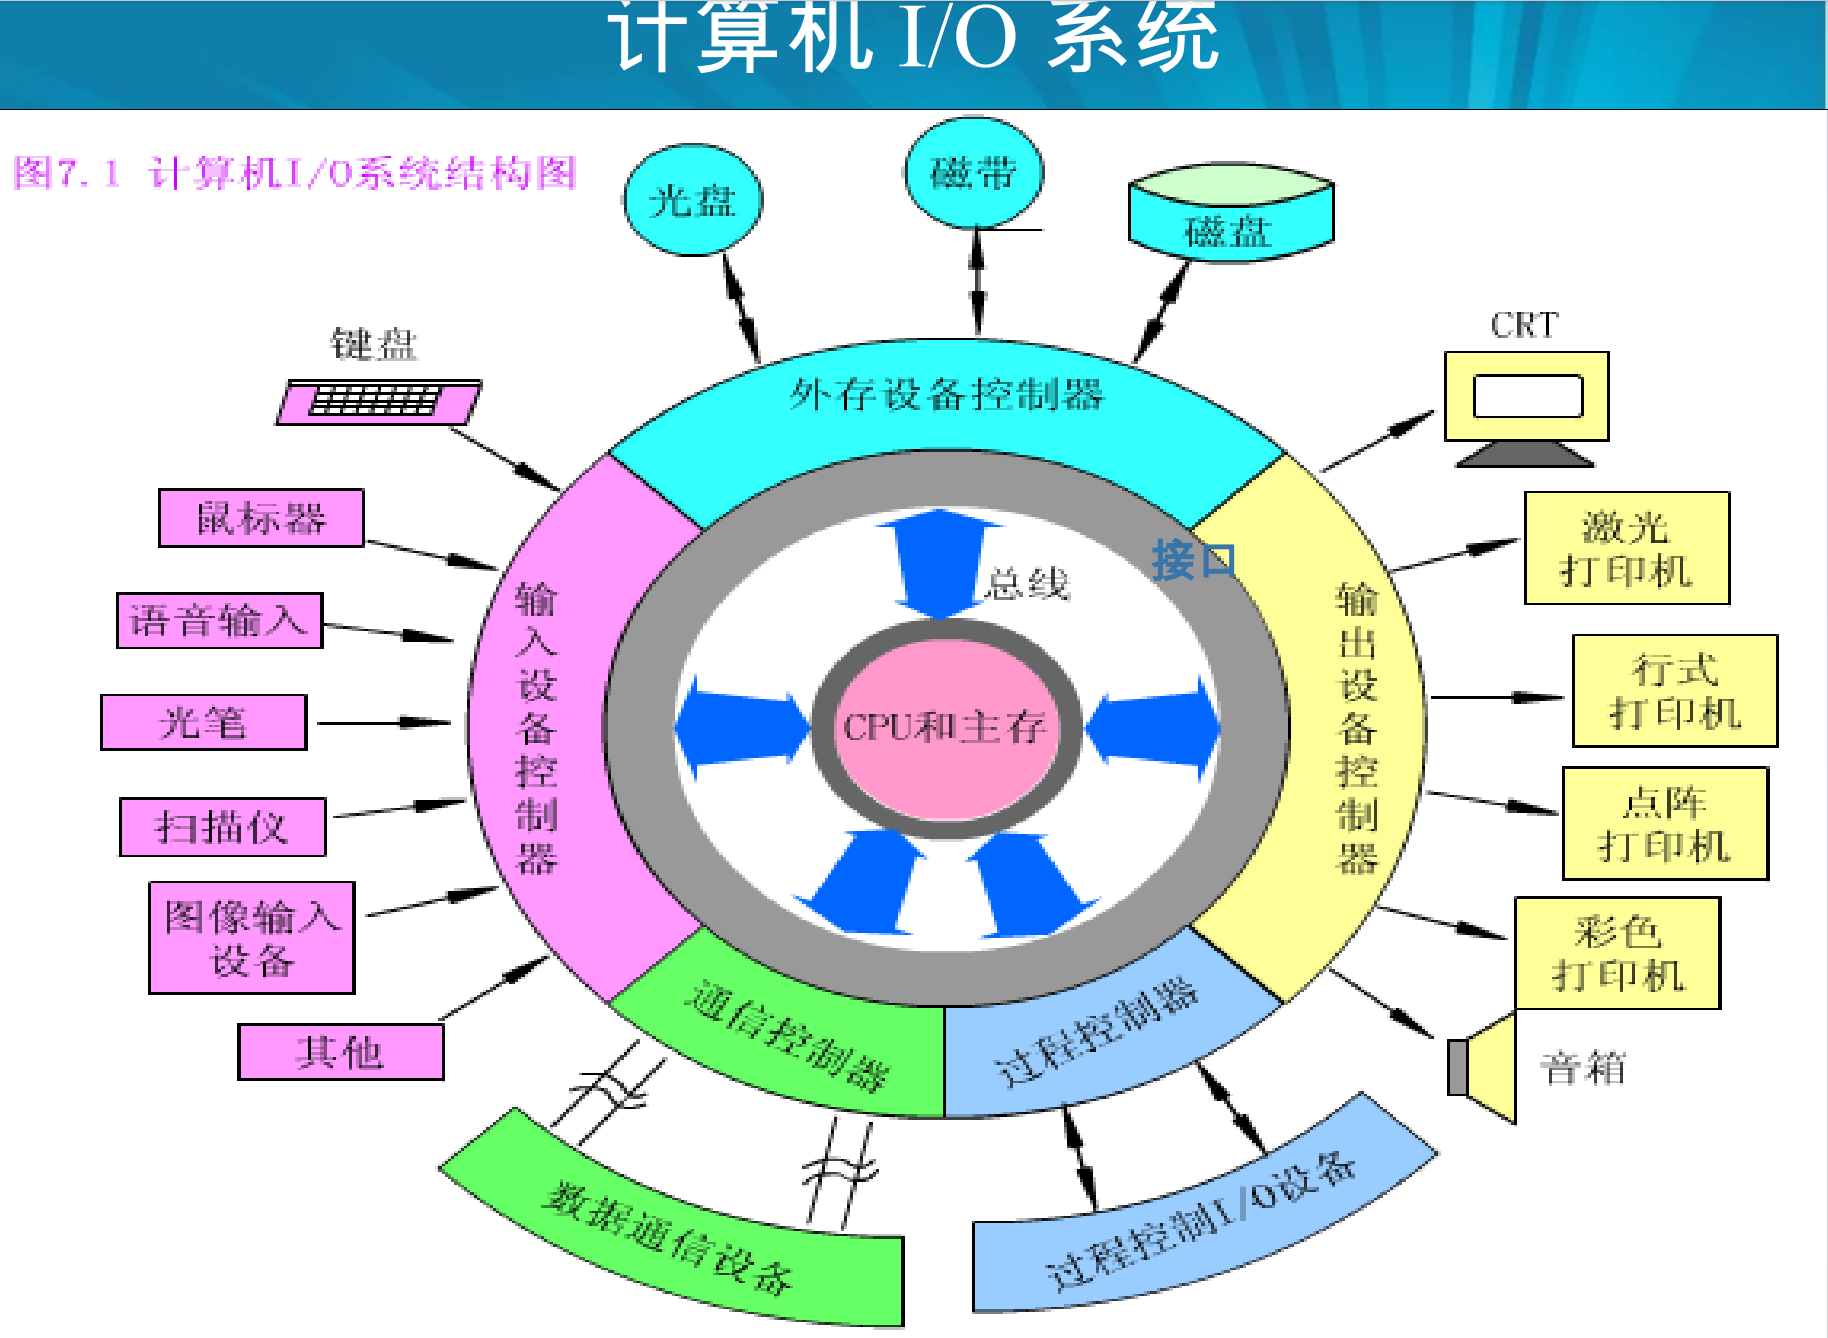 计算机 I/O 系统
图7.1 计算机I/O系统结构图
光盘
磁带
磁盘
键盘
CRT
外存设备控制器
鼠标器
语音输入
光笔
扫描仪
图像输入
设备
其他
输入设备控制器
总线
接口
CPU和主存
输出设备控制器
激光
打印机
行式
打印机
点阵
打印机
彩色
打印机
音箱
通信控制器
过程控制器
数据通信设备
过程控制I/O设备